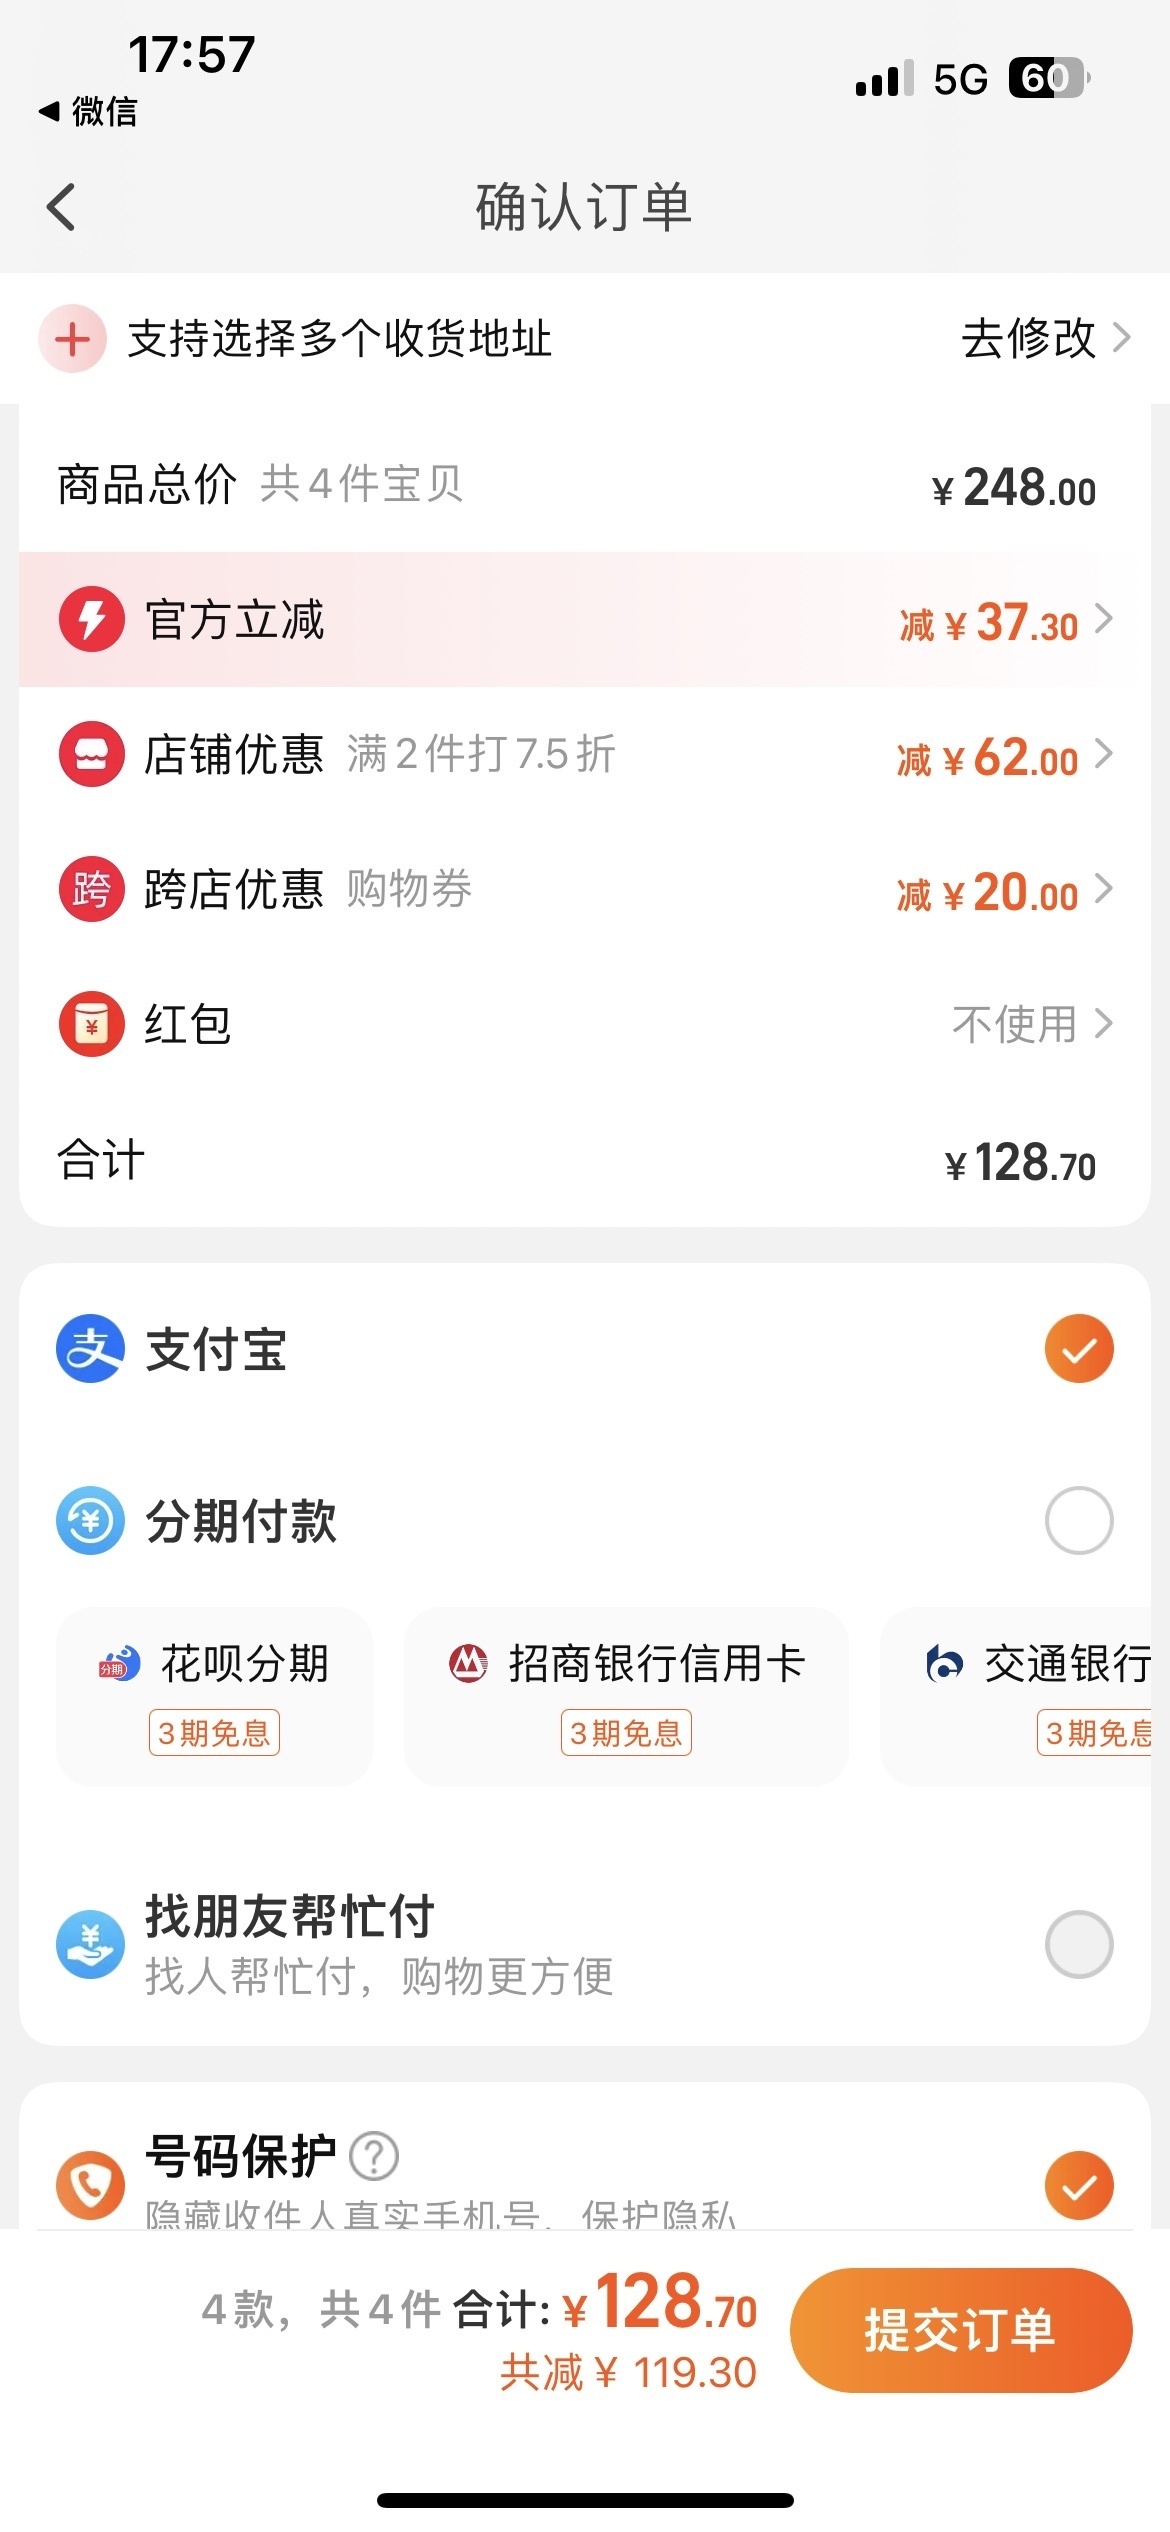 17:57
5G 60
◀ 微信
确认订单
支持选择多个收货地址 去修改
商品总价 共4件宝贝 ¥248.00
官方立减 减¥37.30
店铺优惠 满2件打7.5折 减¥62.00
跨 跨店优惠 购物券 减¥20.00
¥ 红包 不使用
合计 ¥128.70
支 支付宝
¥ 分期付款
分期 花呗分期 招商银行信用卡 交通银行
3期免息 3期免息 3期免息
¥ 找朋友帮忙付
找人帮忙付，购物更方便
号码保护 ?
隐藏收件人真实手机号，保护隐私
4款，共4件 合计: ¥128.70
共减¥ 119.30
提交订单